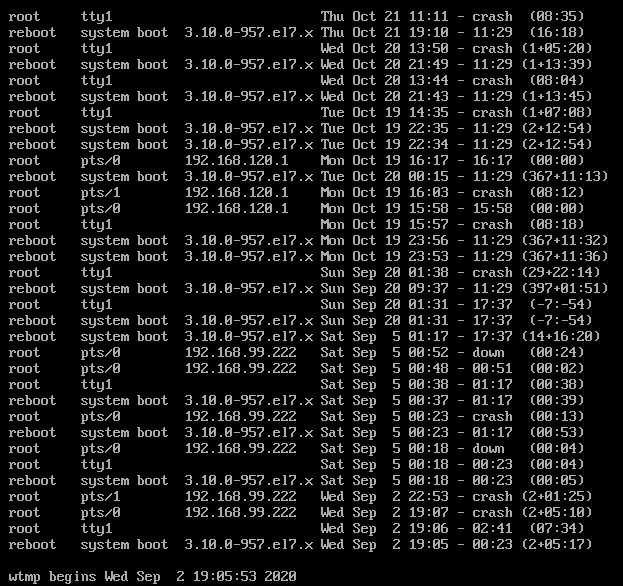 root     tty1                          Thu Oct 21 11:11 - crash  (08:35)
reboot   system boot  3.10.0-957.el7.x Thu Oct 21 19:10 - 11:29  (16:18)
root     tty1                          Wed Oct 20 13:50 - crash (1+05:20)
reboot   system boot  3.10.0-957.el7.x Wed Oct 20 21:49 - 11:29 (1+13:39)
root     tty1                          Wed Oct 20 13:44 - crash  (08:04)
reboot   system boot  3.10.0-957.el7.x Wed Oct 20 21:43 - 11:29 (1+13:45)
root     tty1                          Tue Oct 19 14:35 - crash (1+07:08)
reboot   system boot  3.10.0-957.el7.x Tue Oct 19 22:35 - 11:29 (2+12:54)
reboot   system boot  3.10.0-957.el7.x Tue Oct 19 22:34 - 11:29 (2+12:54)
root     pts/0        192.168.120.1    Mon Oct 19 16:17 - 16:17  (00:00)
reboot   system boot  3.10.0-957.el7.x Tue Oct 20 00:15 - 11:29 (367+11:13)
root     pts/1        192.168.120.1    Mon Oct 19 16:03 - crash  (08:12)
root     pts/0        192.168.120.1    Mon Oct 19 15:58 - 15:58  (00:00)
root     tty1                          Mon Oct 19 15:57 - crash  (08:18)
reboot   system boot  3.10.0-957.el7.x Mon Oct 19 23:56 - 11:29 (367+11:32)
reboot   system boot  3.10.0-957.el7.x Mon Oct 19 23:53 - 11:29 (367+11:36)
root     tty1                          Sun Sep 20 01:38 - crash (29+22:14)
reboot   system boot  3.10.0-957.el7.x Sun Sep 20 09:37 - 11:29 (397+01:51)
root     tty1                          Sun Sep 20 01:31 - 17:37  (-7:-54)
reboot   system boot  3.10.0-957.el7.x Sun Sep 20 01:31 - 17:37  (-7:-54)
reboot   system boot  3.10.0-957.el7.x Sat Sep  5 01:17 - 17:37 (14+16:20)
root     pts/0        192.168.99.222   Sat Sep  5 00:52 - down   (00:24)
root     pts/0        192.168.99.222   Sat Sep  5 00:48 - 00:51  (00:02)
root     tty1                          Sat Sep  5 00:38 - 01:17  (00:38)
reboot   system boot  3.10.0-957.el7.x Sat Sep  5 00:37 - 01:17  (00:39)
root     pts/0        192.168.99.222   Sat Sep  5 00:23 - crash  (00:13)
reboot   system boot  3.10.0-957.el7.x Sat Sep  5 00:23 - 01:17  (00:53)
root     pts/0        192.168.99.222   Sat Sep  5 00:18 - down   (00:04)
root     tty1                          Sat Sep  5 00:18 - 00:23  (00:04)
reboot   system boot  3.10.0-957.el7.x Sat Sep  5 00:18 - 00:23  (00:05)
root     pts/1        192.168.99.222   Wed Sep  2 22:53 - crash (2+01:25)
root     pts/0        192.168.99.222   Wed Sep  2 19:07 - crash (2+05:10)
root     tty1                          Wed Sep  2 19:06 - 02:41  (07:34)
reboot   system boot  3.10.0-957.el7.x Wed Sep  2 19:05 - 00:23 (2+05:17)

wtmp begins Wed Sep  2 19:05:53 2020